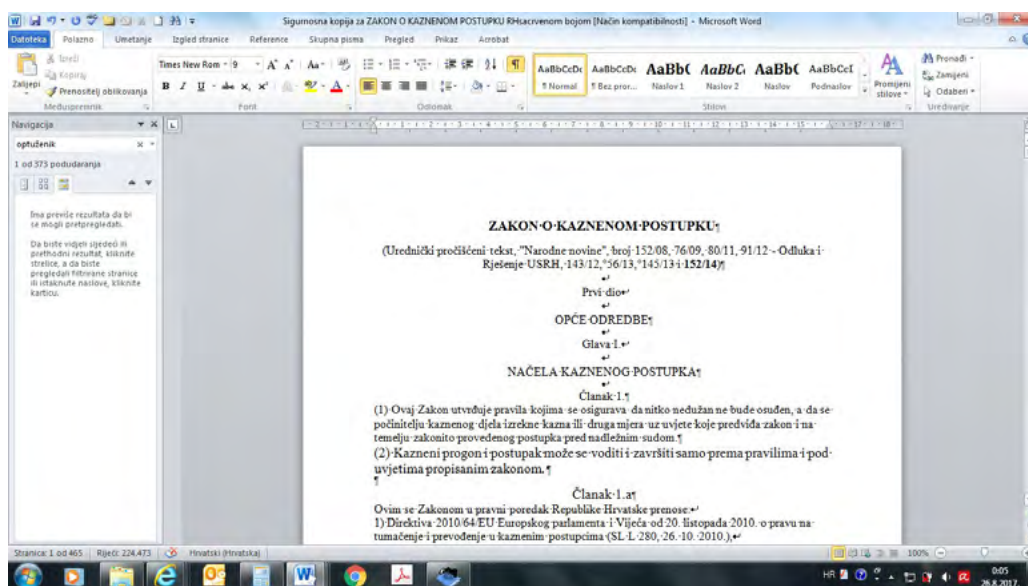 Sigurnosna kopija za ZAKON O KAZNENOM POSTUPKU RHsacrvenom bojom [Način kompatibilnosti] - Microsoft Word
Datoteka Polazno Umetanje Izgled stranice Reference Skupna pisma Pregled Prikaz Acrobat
Zalijepi
Izreži
Kopiraj
Prenositelj oblikovanja
Međuspremnik
Times New Rom 9
Font
Odlomak
AaBbCcDc AaBbCcDc AaBb( AaBbC AaBb( AaBbCcI
¶ Normal ¶ Bez pror... Naslov 1 Naslov 2 Naslov Podnaslov
Promijeni stilove
Stilovi
Pronađi
Zamijeni
Odaberi
Uređivanje
Navigacija
optuženik
1 od 373 podudaranja
Ima previše rezultata da bi
se mogli pretpregledati.
Da biste vidjeli sljedeći ili
prethodni rezultat, kliknite
strelice, a da biste
pregledali filtrirane stranice
ili istaknute naslove, kliknite
karticu.
ZAKON·O·KAZNENOM·POSTUPKU¶
(Urednički pročišćeni tekst, "Narodne novine", broj 152/08, 76/09, 80/11, 91/12 - Odluka i
Rješenje USRH, 143/12, 56/13, 145/13 i 152/14)¶
Prvi dio
OPĆE ODREDBE¶
Glava I.
NAČELA KAZNENOG POSTUPKA¶
Članak 1.¶
(1) Ovaj Zakon utvrđuje pravila kojima se osigurava da nitko nedužan ne bude osuđen, a da se
počinitelju kaznenog djela izrekne kazna ili druga mjera uz uvjete koje predviđa zakon i na
temelju zakonito provedenog postupka pred nadležnim sudom.¶
(2) Kazneni progon i postupak može se voditi i završiti samo prema pravilima i pod
uvjetima propisanim zakonom. ¶
¶
Članak 1.a¶
Ovim se Zakonom u pravni poredak Republike Hrvatske prenose:
1) Direktiva 2010/64/EU Europskog parlamenta i Vijeća od 20. listopada 2010. o pravu na
tumačenje i prevođenje u kaznenim postupcima (SL L 280, 26. 10. 2010.),
Stranica: 1 od 465 Riječi: 224.473 Hrvatski (Hrvatska) 100%
HR 0:05
26.8.2017